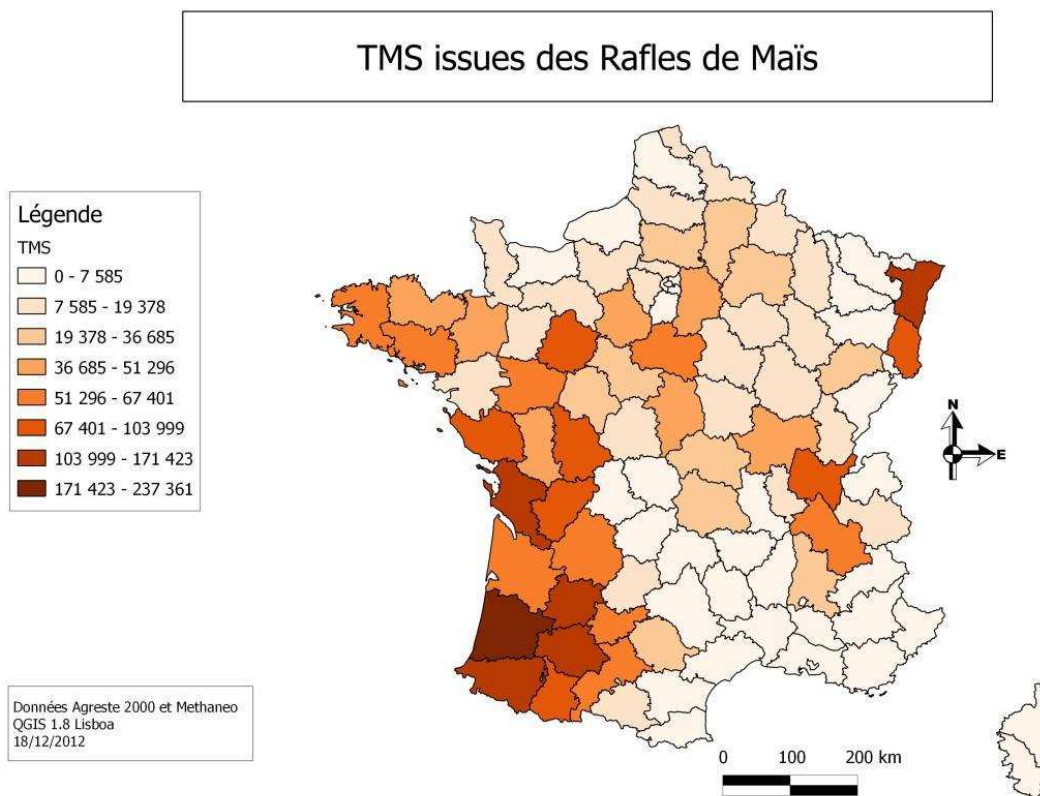 TMS issues des Rafles de Maïs
Légende
TMS
0 - 7 585
7 585 - 19 378
19 378 - 36 685
36 685 - 51 296
51 296 - 67 401
67 401 - 103 999
103 999 - 171 423
171 423 - 237 361
N
E
Données Agreste 2000 et Methaneo
QGIS 1.8 Lisboa
18/12/2012
0 100 200 km